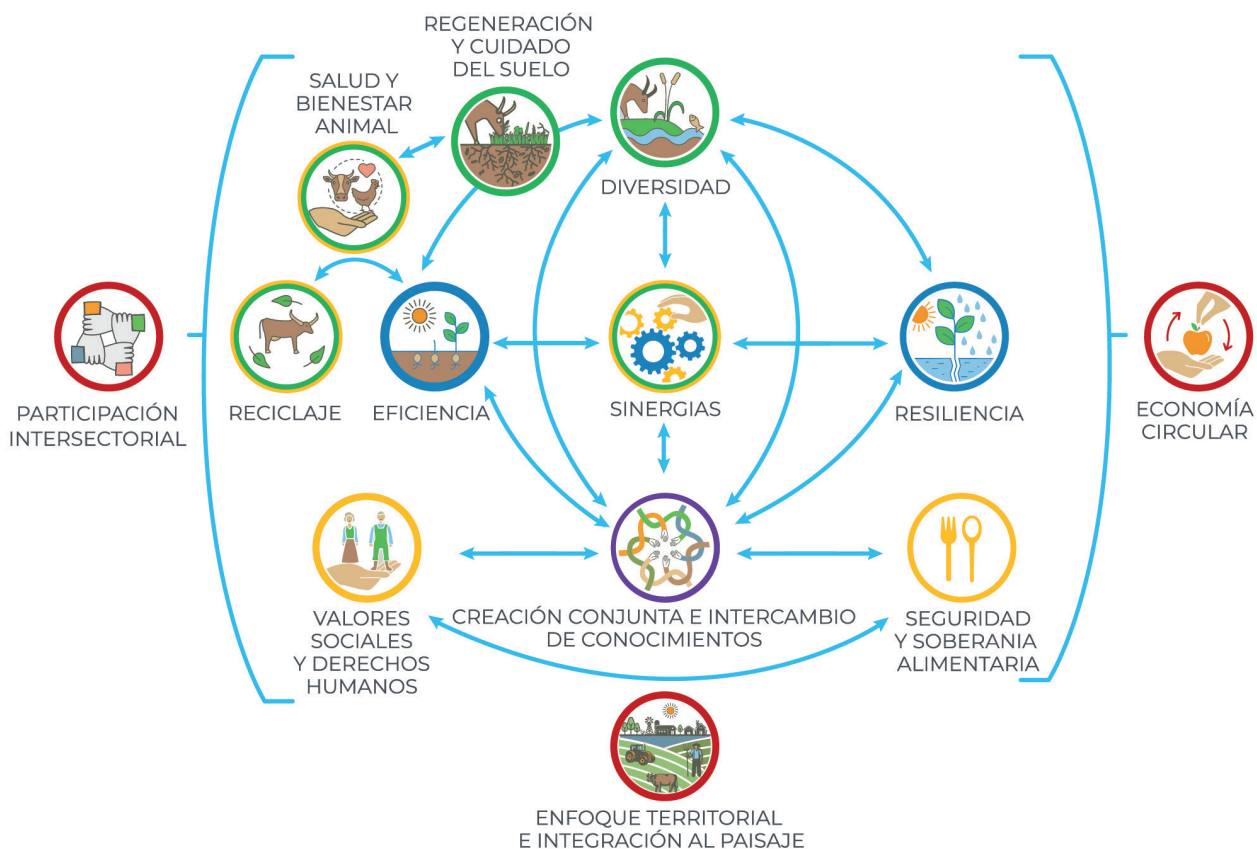 REGENERACIÓN
Y CUIDADO
DEL SUELO
SALUD Y
BIENESTAR
ANIMAL
DIVERSIDAD
PARTICIPACIÓN
INTERSECTORIAL
RECICLAJE
EFICIENCIA
SINERGIAS
RESILIENCIA
ECONOMÍA
CIRCULAR
VALORES
SOCIALES
Y DERECHOS
HUMANOS
CREACIÓN CONJUNTA E INTERCAMBIO
DE CONOCIMIENTOS
SEGURIDAD
Y SOBERANIA
ALIMENTARIA
ENFOQUE TERRITORIAL
E INTEGRACIÓN AL PAISAJE